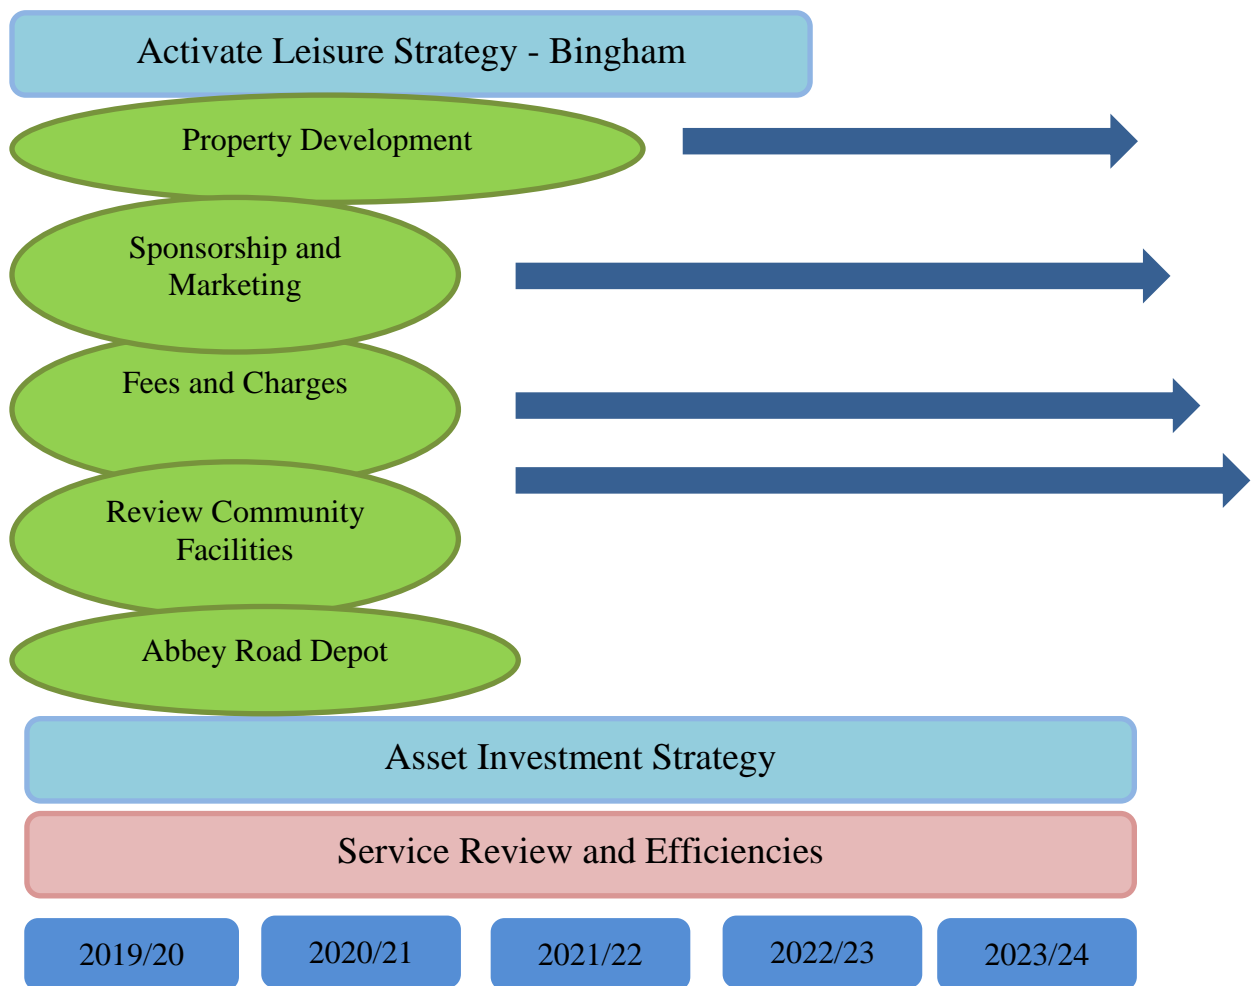 Activate Leisure Strategy - Bingham
Property Development
Sponsorship and
Marketing
Fees and Charges
Review Community
Facilities
Abbey Road Depot
Asset Investment Strategy
Service Review and Efficiencies
2019/20
2020/21
2021/22
2022/23
2023/24